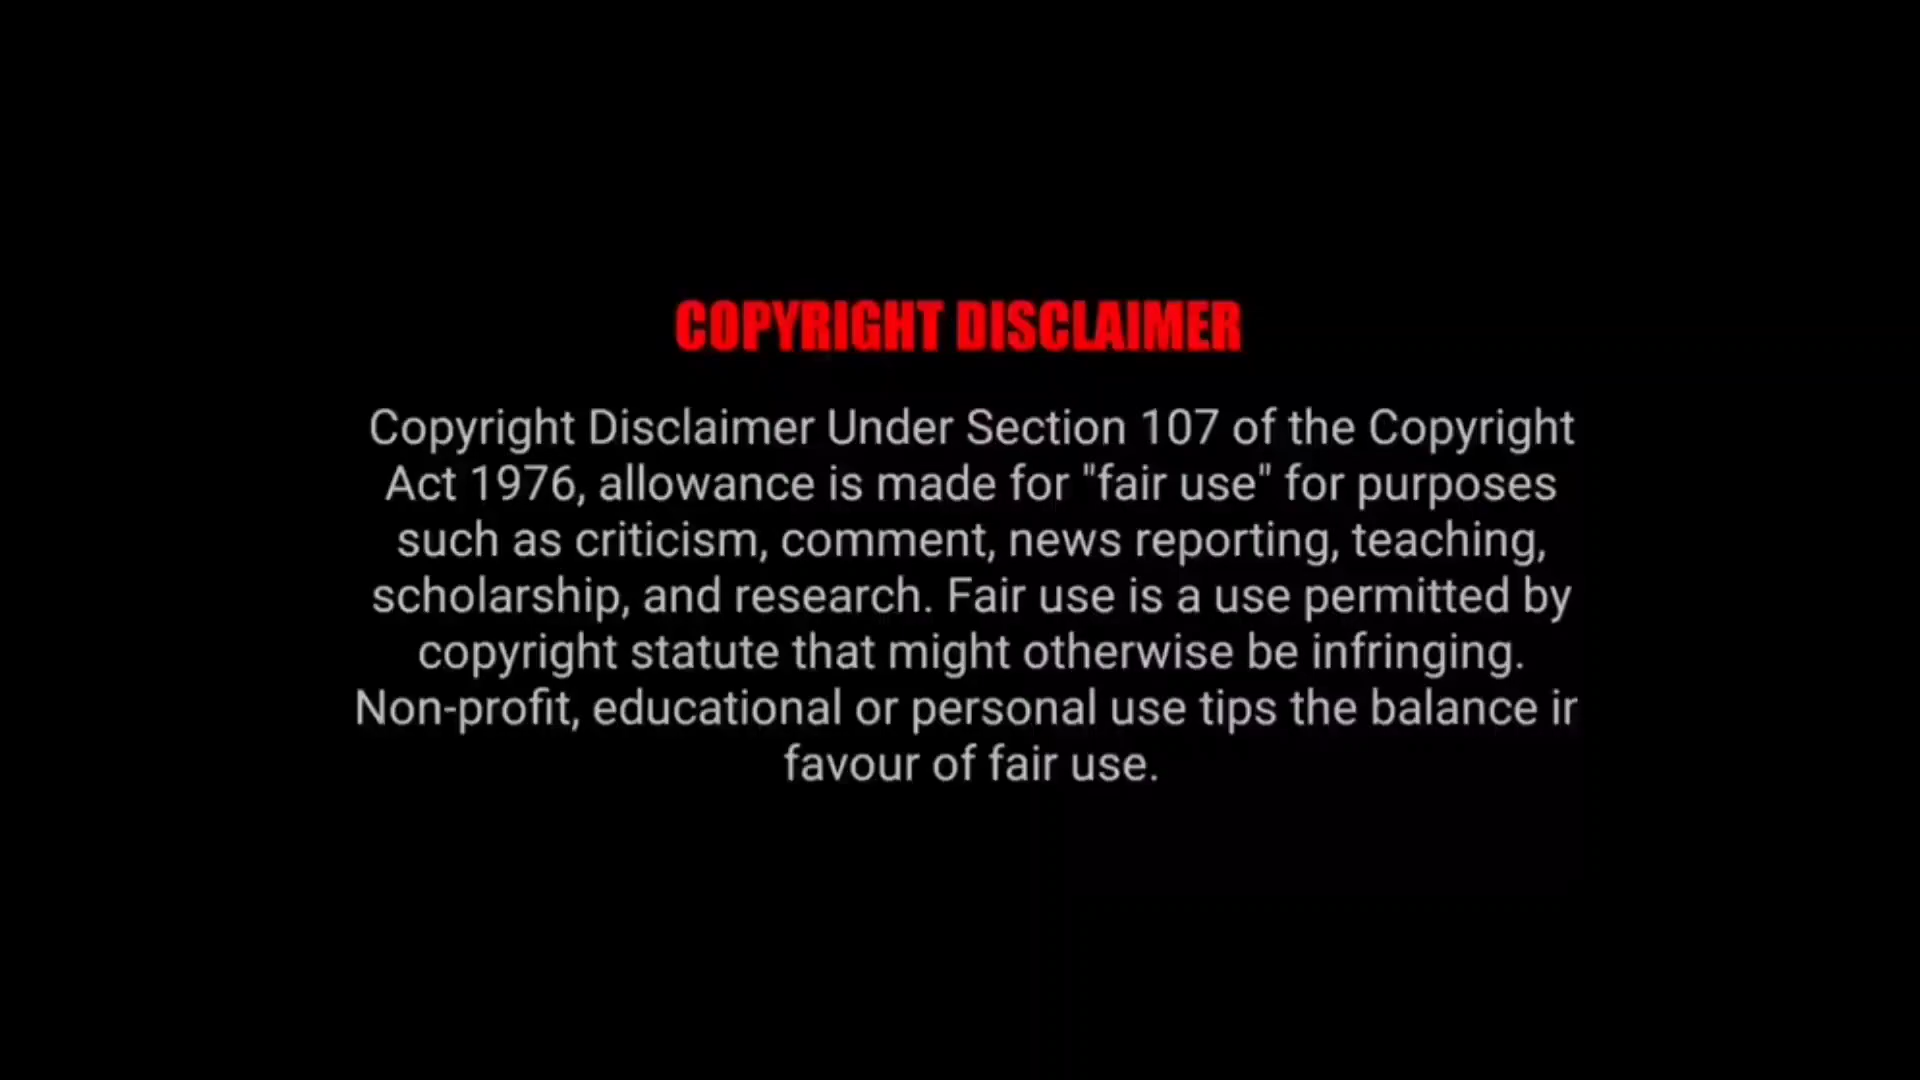 COPYRIGHT DISCLAIMER
Copyright Disclaimer Under Section 107 of the Copyright
Act 1976, allowance is made for "fair use" for purposes
such as criticism, comment, news reporting, teaching,
scholarship, and research. Fair use is a use permitted by
copyright statute that might otherwise be infringing.
Non-profit, educational or personal use tips the balance in
favour of fair use.